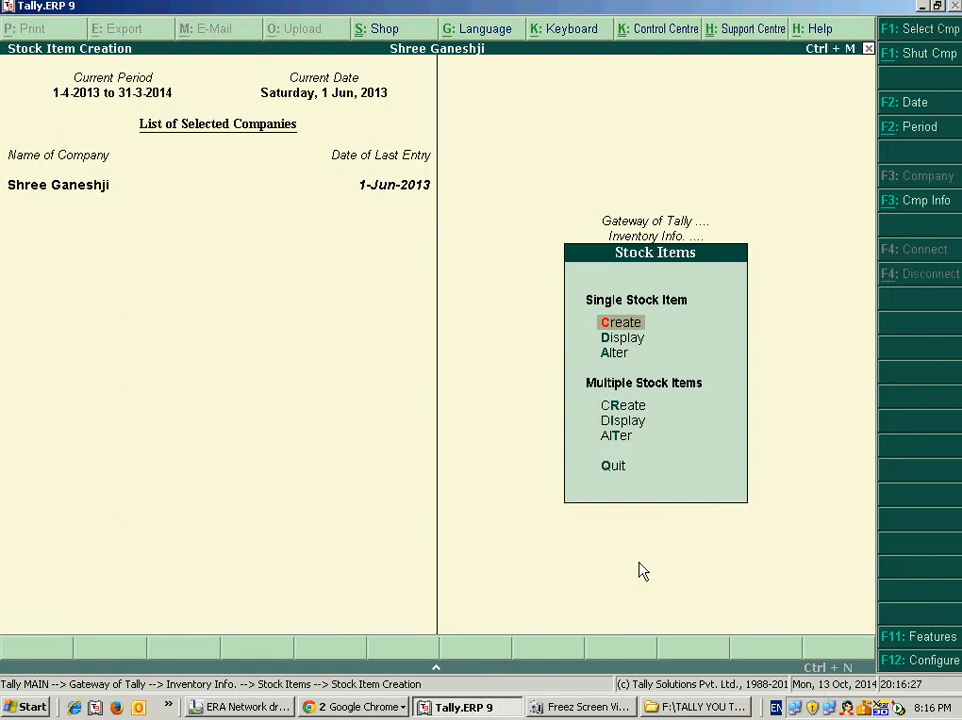 Tally.ERP 9
P: Print E: Export M: E-Mail O: Upload S: Shop G: Language K: Keyboard K: Control Centre H: Support Centre H: Help
Stock Item Creation Shree Ganeshji Ctrl + M
Current Period Current Date
1-4-2013 to 31-3-2014 Saturday, 1 Jun, 2013
List of Selected Companies
Name of Company Date of Last Entry
Shree Ganeshji 1-Jun-2013
Gateway of Tally ....
Inventory Info. ....
Stock Items
Single Stock Item
Create
Display
Alter
Multiple Stock Items
CReate
DIsplay
AlTer
Quit
F1: Select Cmp
F1: Shut Cmp
F2: Date
F2: Period
F3: Company
F3: Cmp Info
F4: Connect
F4: Disconnect
F11: Features
F12: Configure
Ctrl + N
Tally MAIN --> Gateway of Tally --> Inventory Info. --> Stock Items --> Stock Item Creation (c) Tally Solutions Pvt. Ltd., 1988-201 Mon, 13 Oct, 2014 20:16:27
Start ERA Network dr... 2 Google Chrome Tally.ERP 9 Freez Screen Vi... F:\TALLY YOU T... EN 8:16 PM